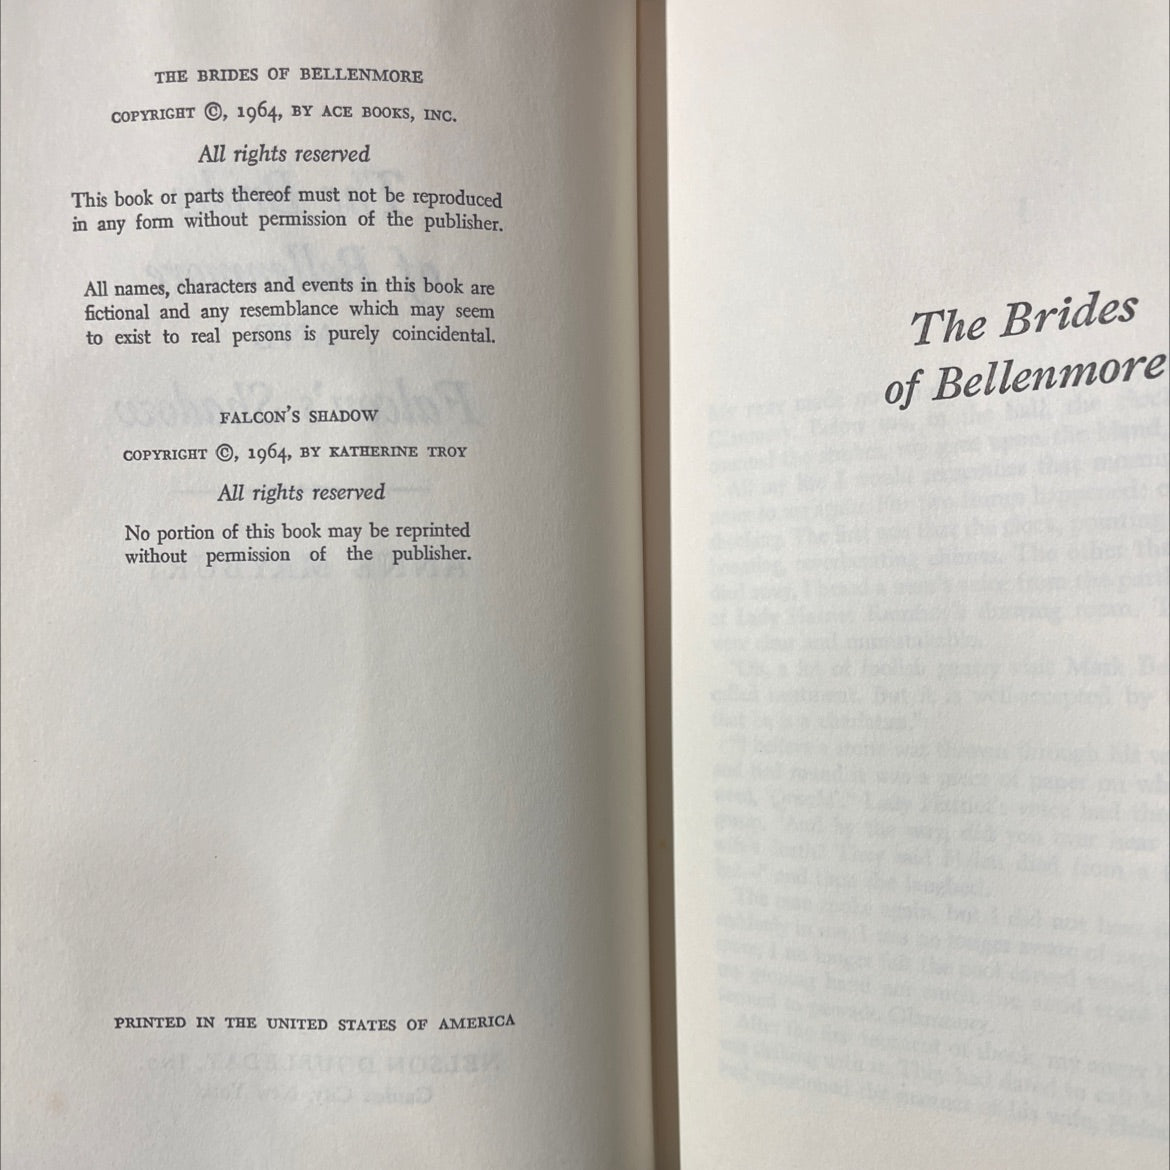 THE BRIDES OF BELLENMORE
COPYRIGHT ©, 1964, BY ACE BOOKS, INC.
All rights reserved
This book or parts thereof must not be reproduced
in any form without permission of the publisher.
All names, characters and events in this book are
fictional and any resemblance which may seem
to exist to real persons is purely coincidental.
FALCON'S SHADOW
COPYRIGHT ©, 1964, BY KATHERINE TROY
All rights reserved
No portion of this book may be reprinted
without permission of the publisher.
PRINTED IN THE UNITED STATES OF AMERICA
The Brides
of Bellenmore